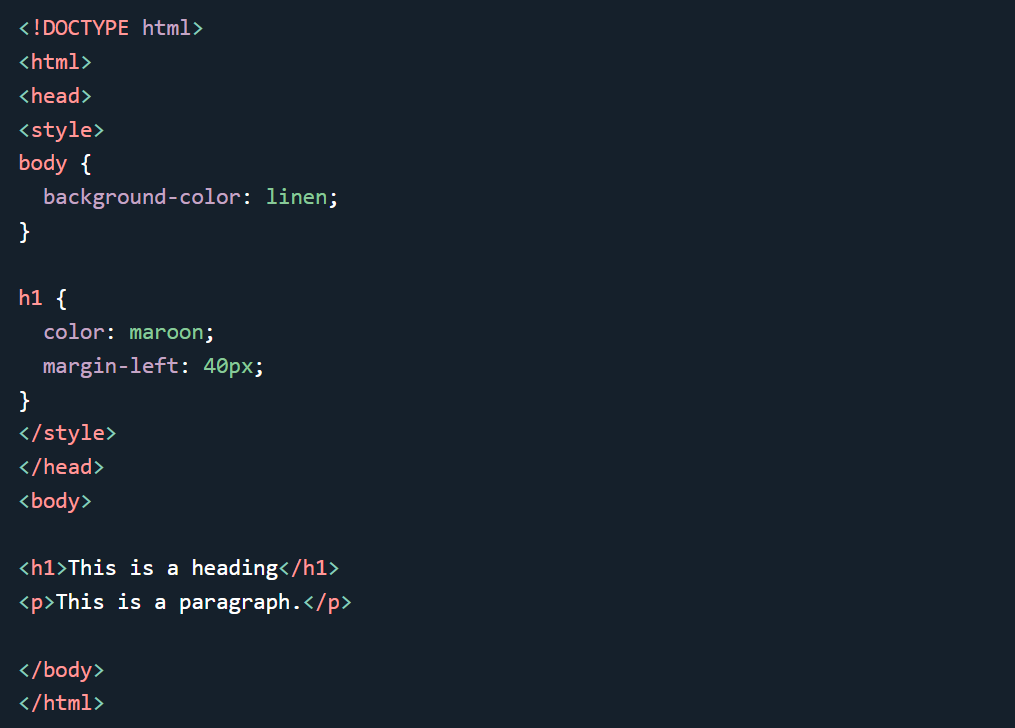 <!DOCTYPE html>
<html>
<head>
<style>
body {
  background-color: linen;
}

h1 {
  color: maroon;
  margin-left: 40px;
}
</style>
</head>
<body>

<h1>This is a heading</h1>
<p>This is a paragraph.</p>

</body>
</html>